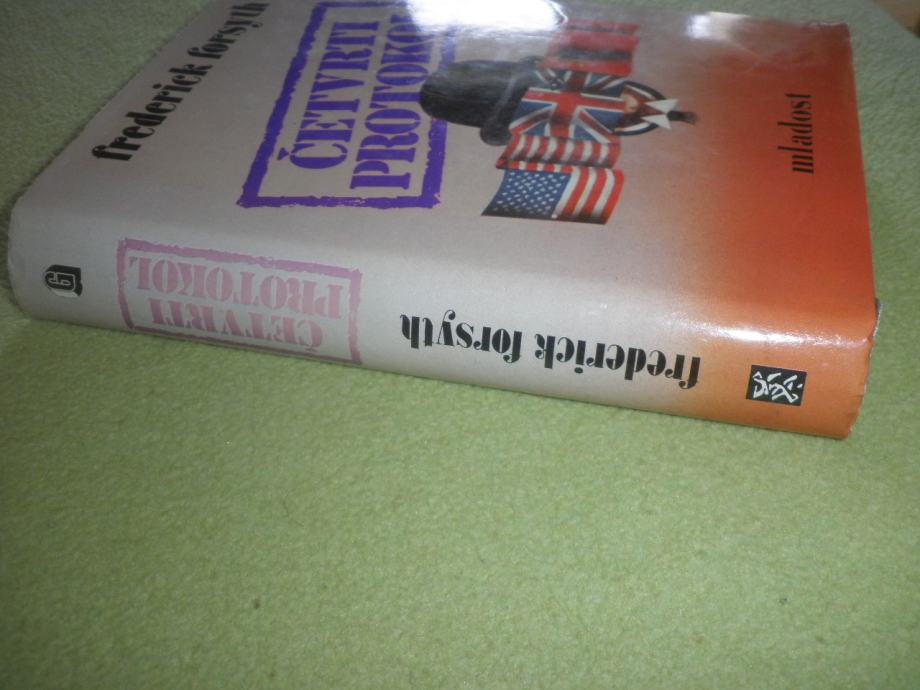 frederick forsyth
ČETVRTI
PROTOKOL
mladost
G
ČETVRTI
PROTOKOL
frederick forsyth